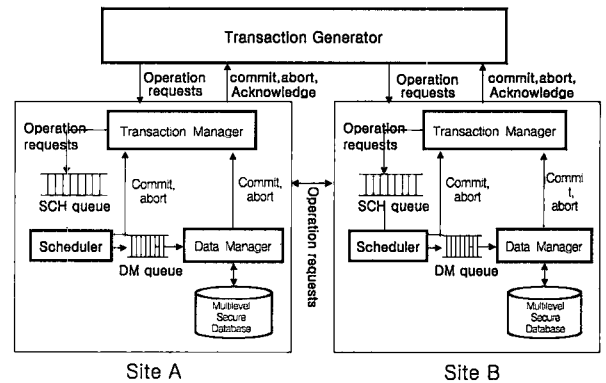 Transaction Generator
Operation
requests
commit,abort,
Acknowledge
Operation
requests
commit,abort,
Acknowledge
Operation
requests
Transaction Manager
SCH queue
Commit,
abort
Commit,
abort
Scheduler
DM queue
Data Manager
Multilevel
Secure
Database
Site A
Operation requests
Operation
requests
Transaction Manager
SCH queue
Commit,
abort
Commi
t,
abort
Scheduler
DM queue
Data Manager
Multilevel
Secure
Database
Site B